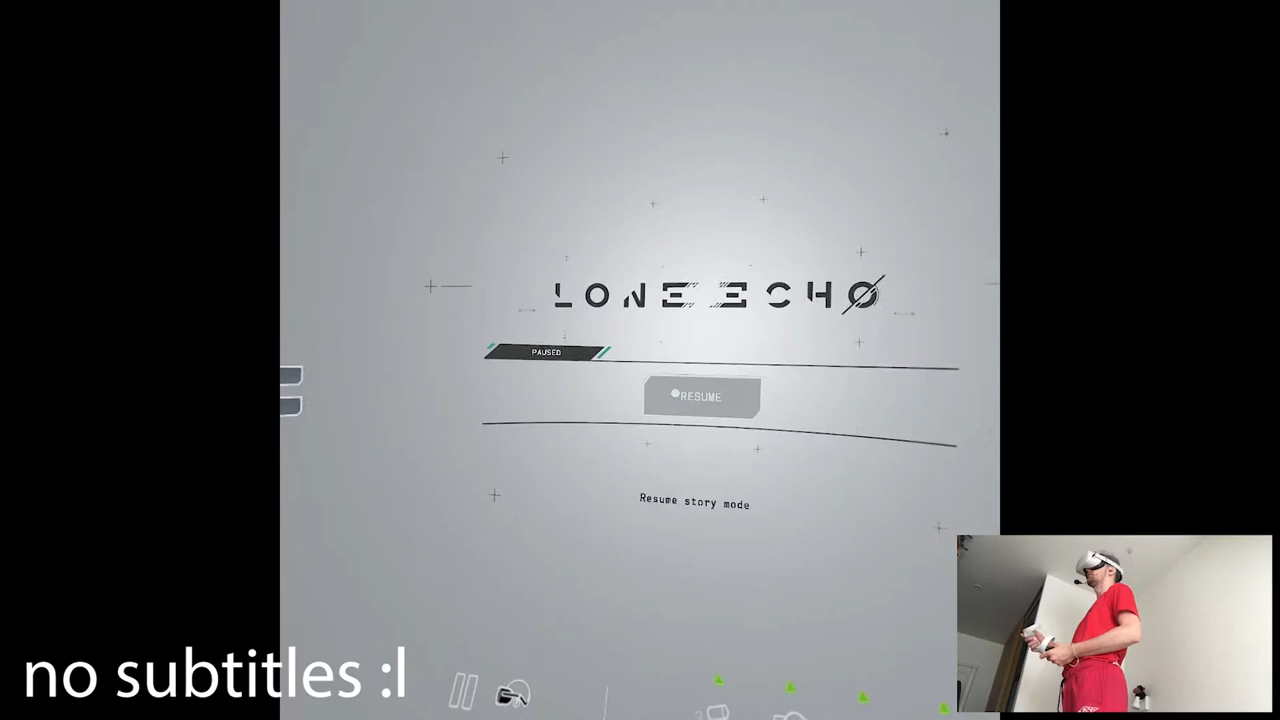 LONE ECHO
PAUSED
RESUME
Resume story mode
no subtitles :l